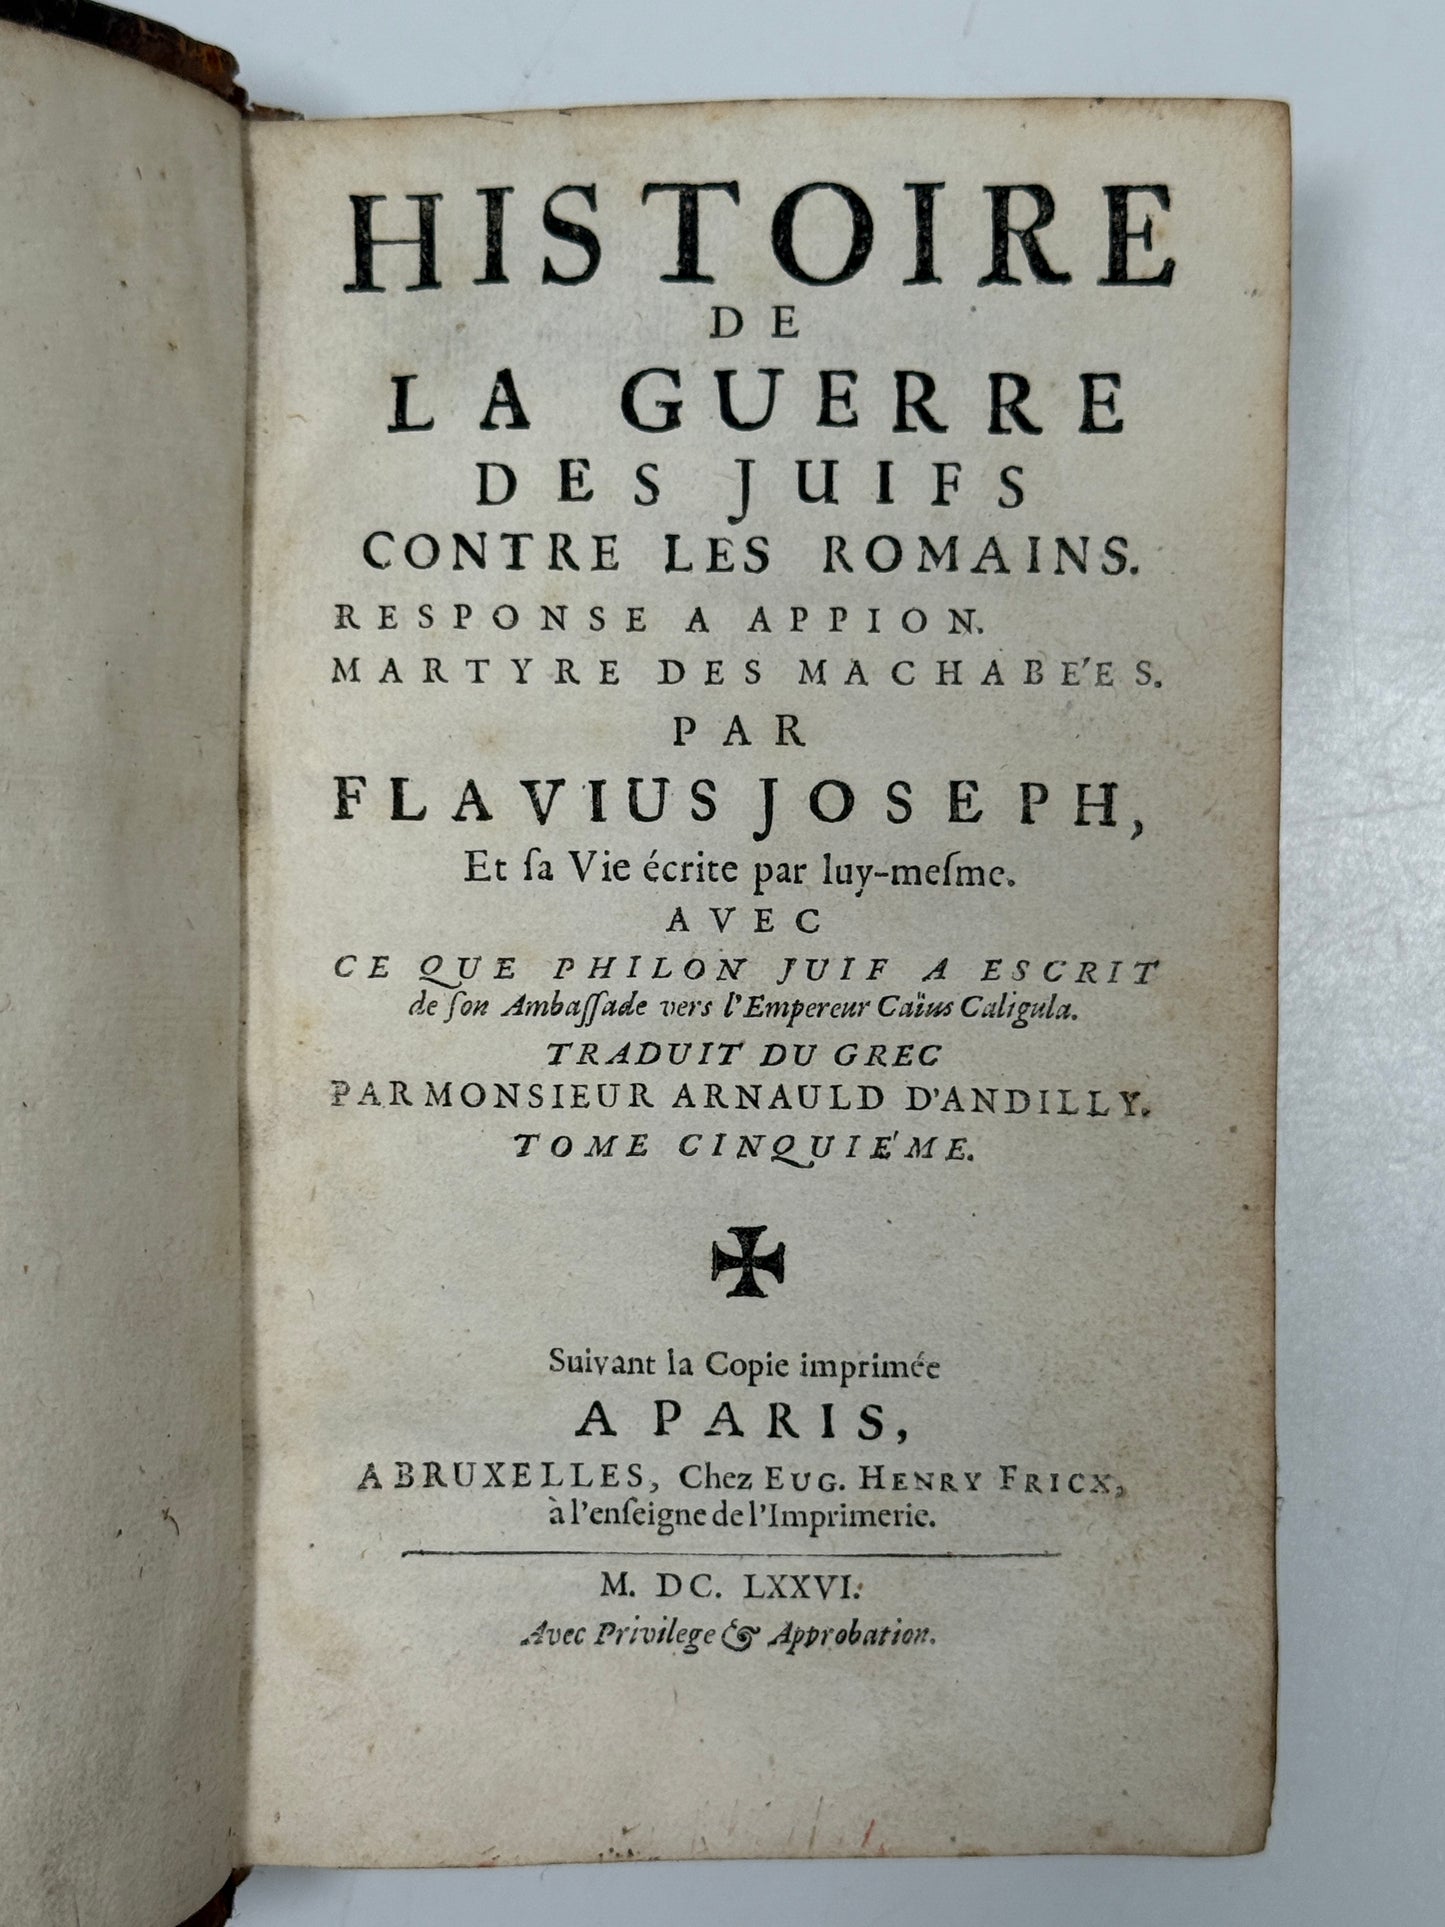 HISTOIRE
DE
LA GUERRE
DES JUIFS
CONTRE LES ROMAINS.
RESPONSE A APPION.
MARTYRE DES MACHABE'ES.
PAR
FLAVIUS JOSEPH,
Et ſa Vie écrite par luy-meſme.
AVEC
CE QUE PHILON JUIF A ESCRIT
de ſon Ambaſſade vers l'Empereur Caïus Caligula.
TRADUIT DU GREC
PAR MONSIEUR ARNAULD D'ANDILLY.
TOME CINQUIE'ME.
Suivant la Copie imprimée
A PARIS,
A BRUXELLES, Chez EUG. HENRY FRICX,
à l'enſeigne de l'Imprimerie.
M. DC. LXXVI.
Avec Privilege & Approbation.